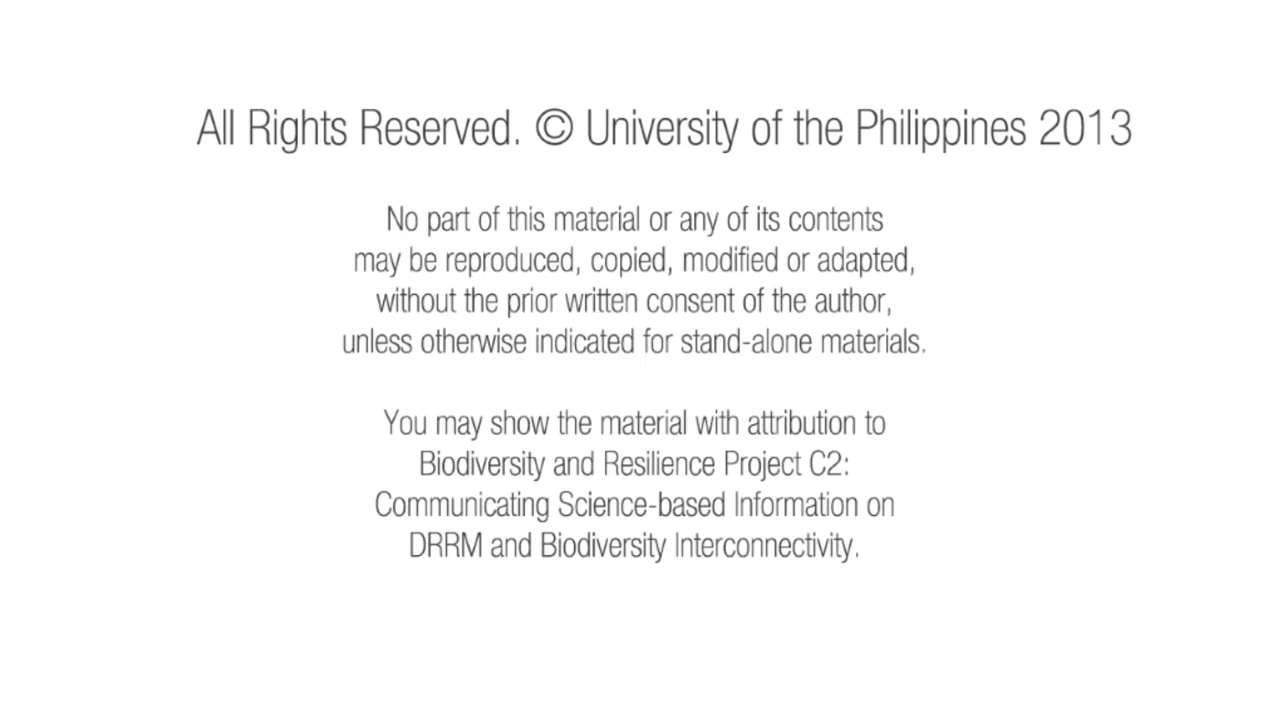 All Rights Reserved. © University of the Philippines 2013
No part of this material or any of its contents
may be reproduced, copied, modified or adapted,
without the prior written consent of the author,
unless otherwise indicated for stand-alone materials.
You may show the material with attribution to
Biodiversity and Resilience Project C2:
Communicating Science-based Information on
DRRM and Biodiversity Interconnectivity.